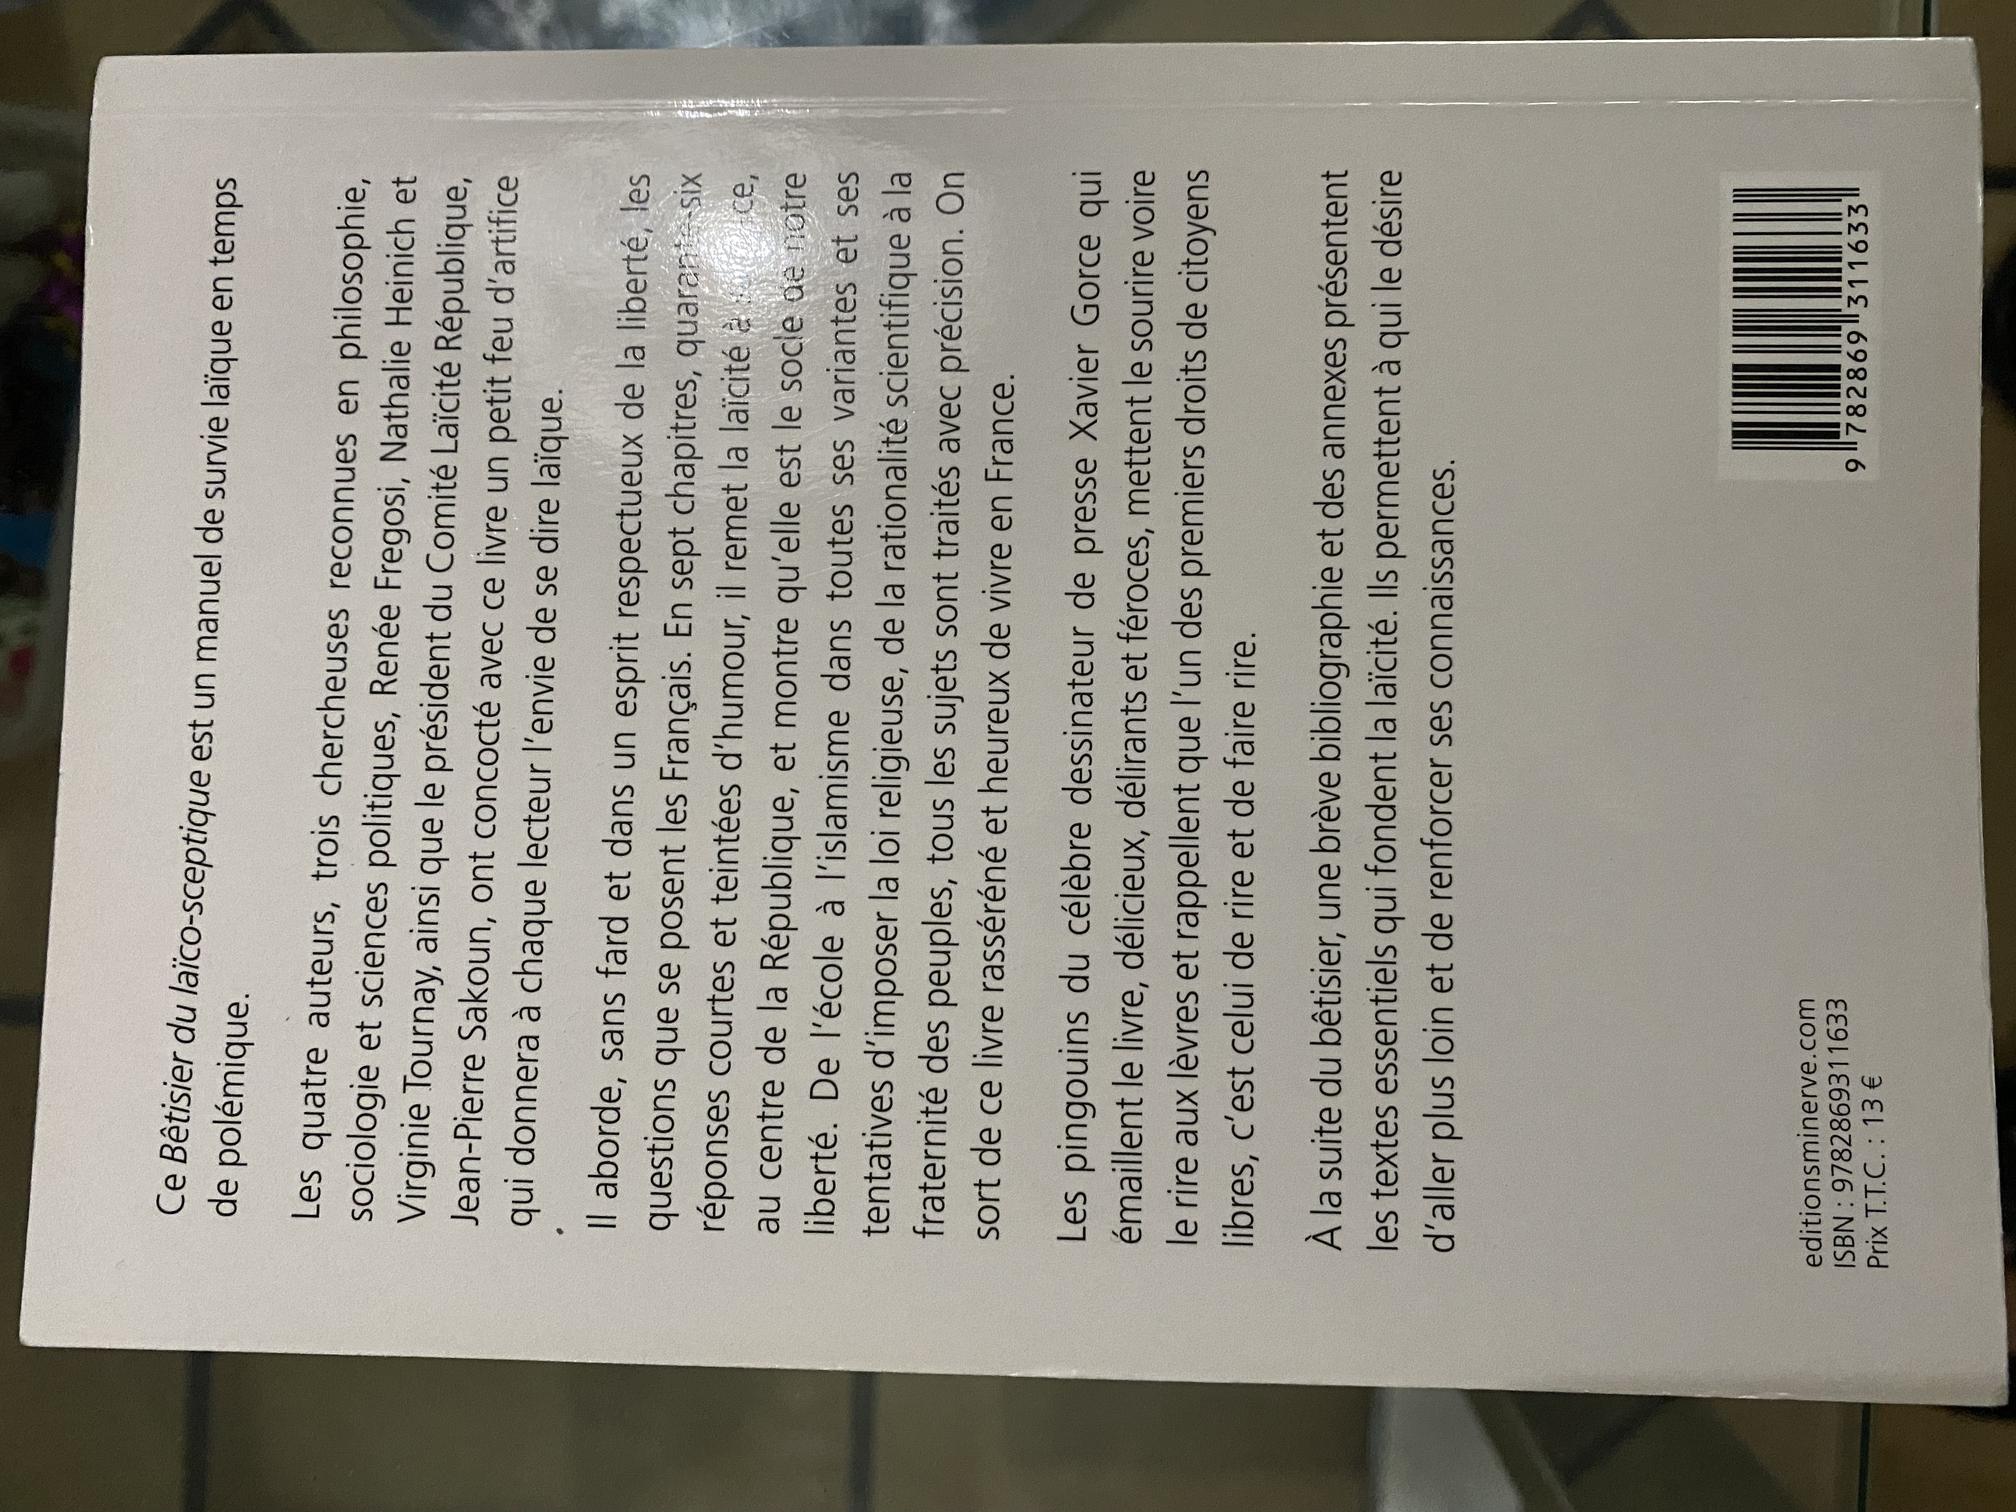 Ce Bêtisier du laïco-sceptique est un manuel de survie laïque en temps
de polémique.
Les quatre auteurs, trois chercheuses reconnues en philosophie,
sociologie et sciences politiques, Renée Fregosi, Nathalie Heinich et
Virginie Tournay, ainsi que le président du Comité Laïcité République,
Jean-Pierre Sakoun, ont concocté avec ce livre un petit feu d'artifice
qui donnera à chaque lecteur l'envie de se dire laïque.
Il aborde, sans fard et dans un esprit respectueux de la liberté, les
questions que se posent les Français. En sept chapitres, quarante-six
réponses courtes et teintées d'humour, il remet la laïcité à
au centre de la République, et montre qu'elle est le socle de notre
liberté. De l'école à l'islamisme dans toutes ses variantes et ses
tentatives d'imposer la loi religieuse, de la rationalité scientifique à la
fraternité des peuples, tous les sujets sont traités avec précision. On
sort de ce livre rasséréné et heureux de vivre en France.
Les pingouins du célèbre dessinateur de presse Xavier Gorce qui
émaillent le livre, délicieux, délirants et féroces, mettent le sourire voire
le rire aux lèvres et rappellent que l'un des premiers droits de citoyens
libres, c'est celui de rire et de faire rire.
À la suite du bêtisier, une brève bibliographie et des annexes présentent
les textes essentiels qui fondent la laïcité. Ils permettent à qui le désire
d'aller plus loin et de renforcer ses connaissances.
editionsminerve.com
ISBN : 9782869311633
Prix T.T.C. : 13 €
9 782869 311633